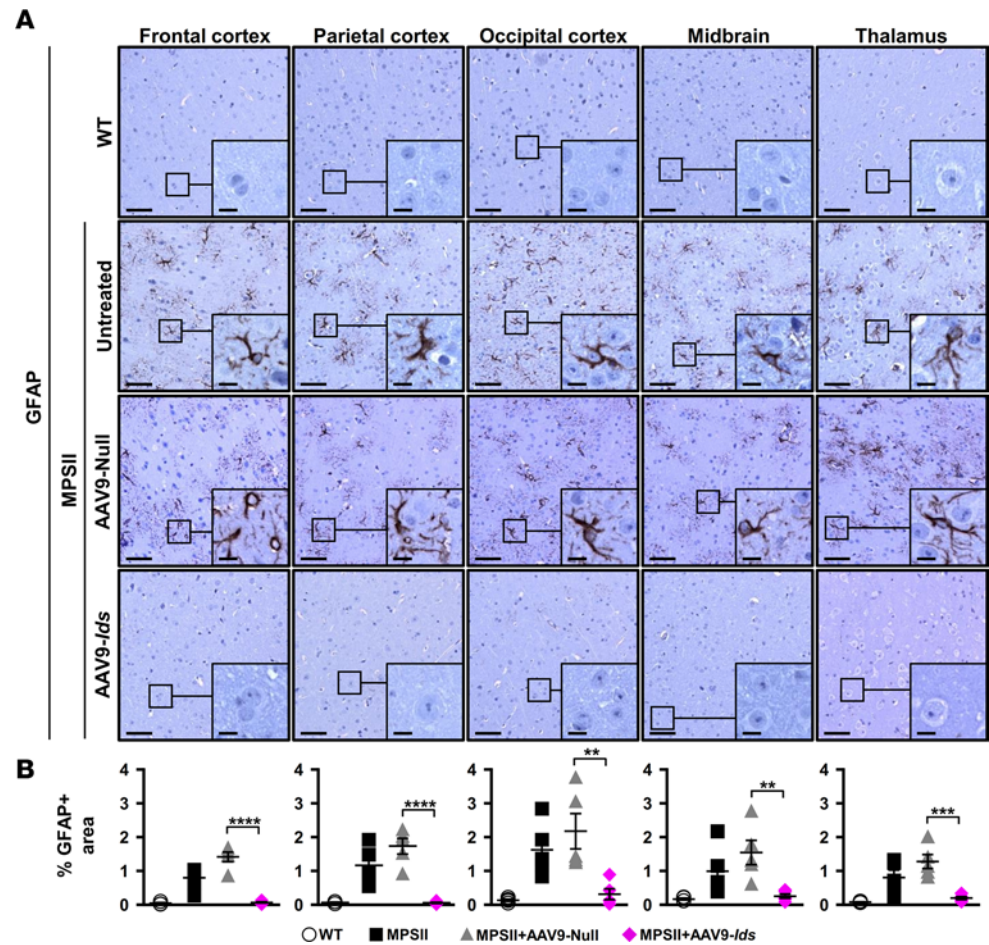 A
Frontal cortex Parietal cortex Occipital cortex Midbrain Thalamus
GFAP
WT
MPSII
Untreated
AAV9-Null
AAV9-Ids
B
% GFAP+
area
4 3 2 1 0 ****
4 3 2 1 0 ****
4 3 2 1 0 **
4 3 2 1 0 **
4 3 2 1 0 ***
WT MPSII MPSII+AAV9-Null MPSII+AAV9-Ids